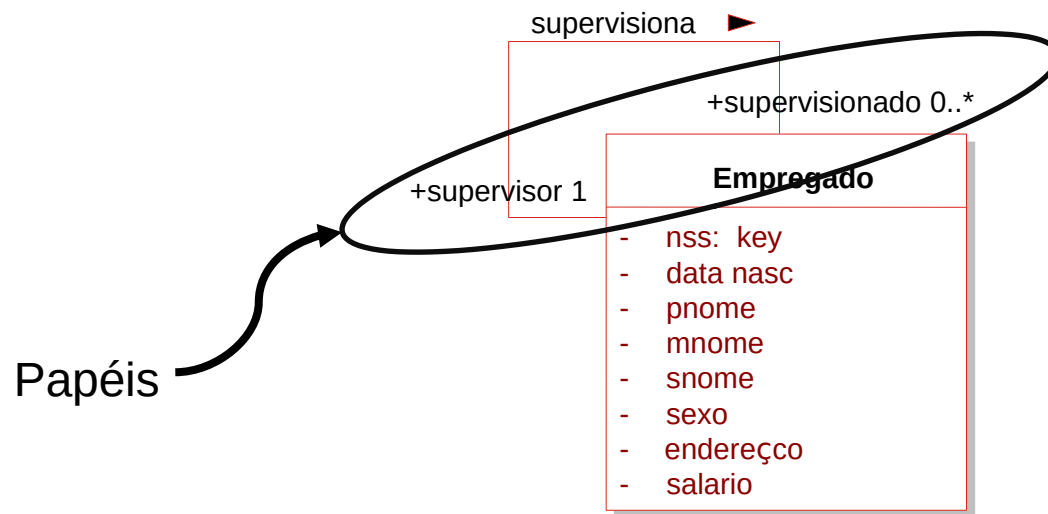 supervisiona
+supervisionado 0..*
+supervisor 1
Empregado
- nss: key
- data nasc
- pnome
- mnome
- snome
- sexo
- endereçco
- salario
Papéis